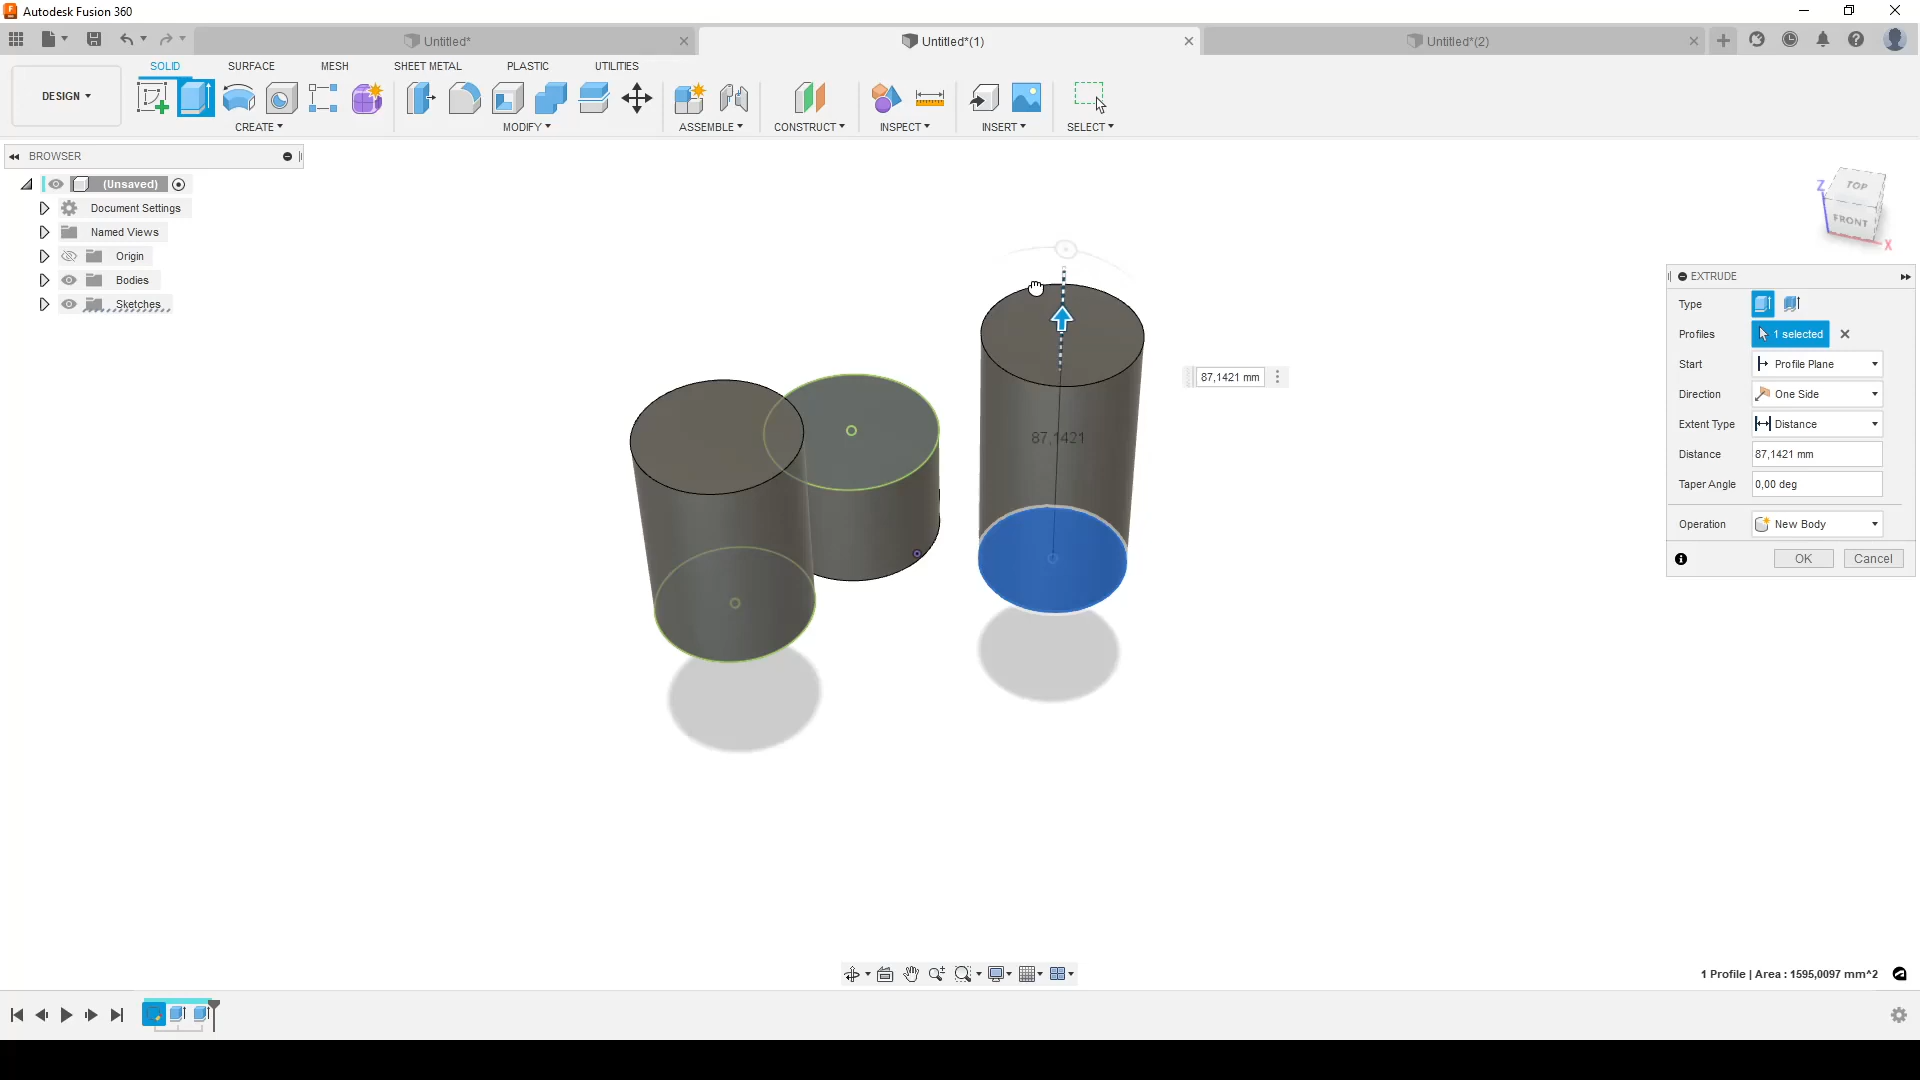 Autodesk Fusion 360
Untitled*
Untitled*(1)
Untitled*(2)
SOLID SURFACE MESH SHEET METAL PLASTIC UTILITIES
DESIGN
CREATE MODIFY ASSEMBLE CONSTRUCT INSPECT INSERT SELECT
BROWSER
(Unsaved)
Document Settings
Named Views
Origin
Bodies
Sketches
TOP
FRONT
Z
X
87,1421 mm
87,1421
EXTRUDE
Type
Profiles 1 selected
Start Profile Plane
Direction One Side
Extent Type Distance
Distance 87,1421 mm
Taper Angle 0,00 deg
Operation New Body
OK Cancel
1 Profile | Area : 1595,0097 mm^2